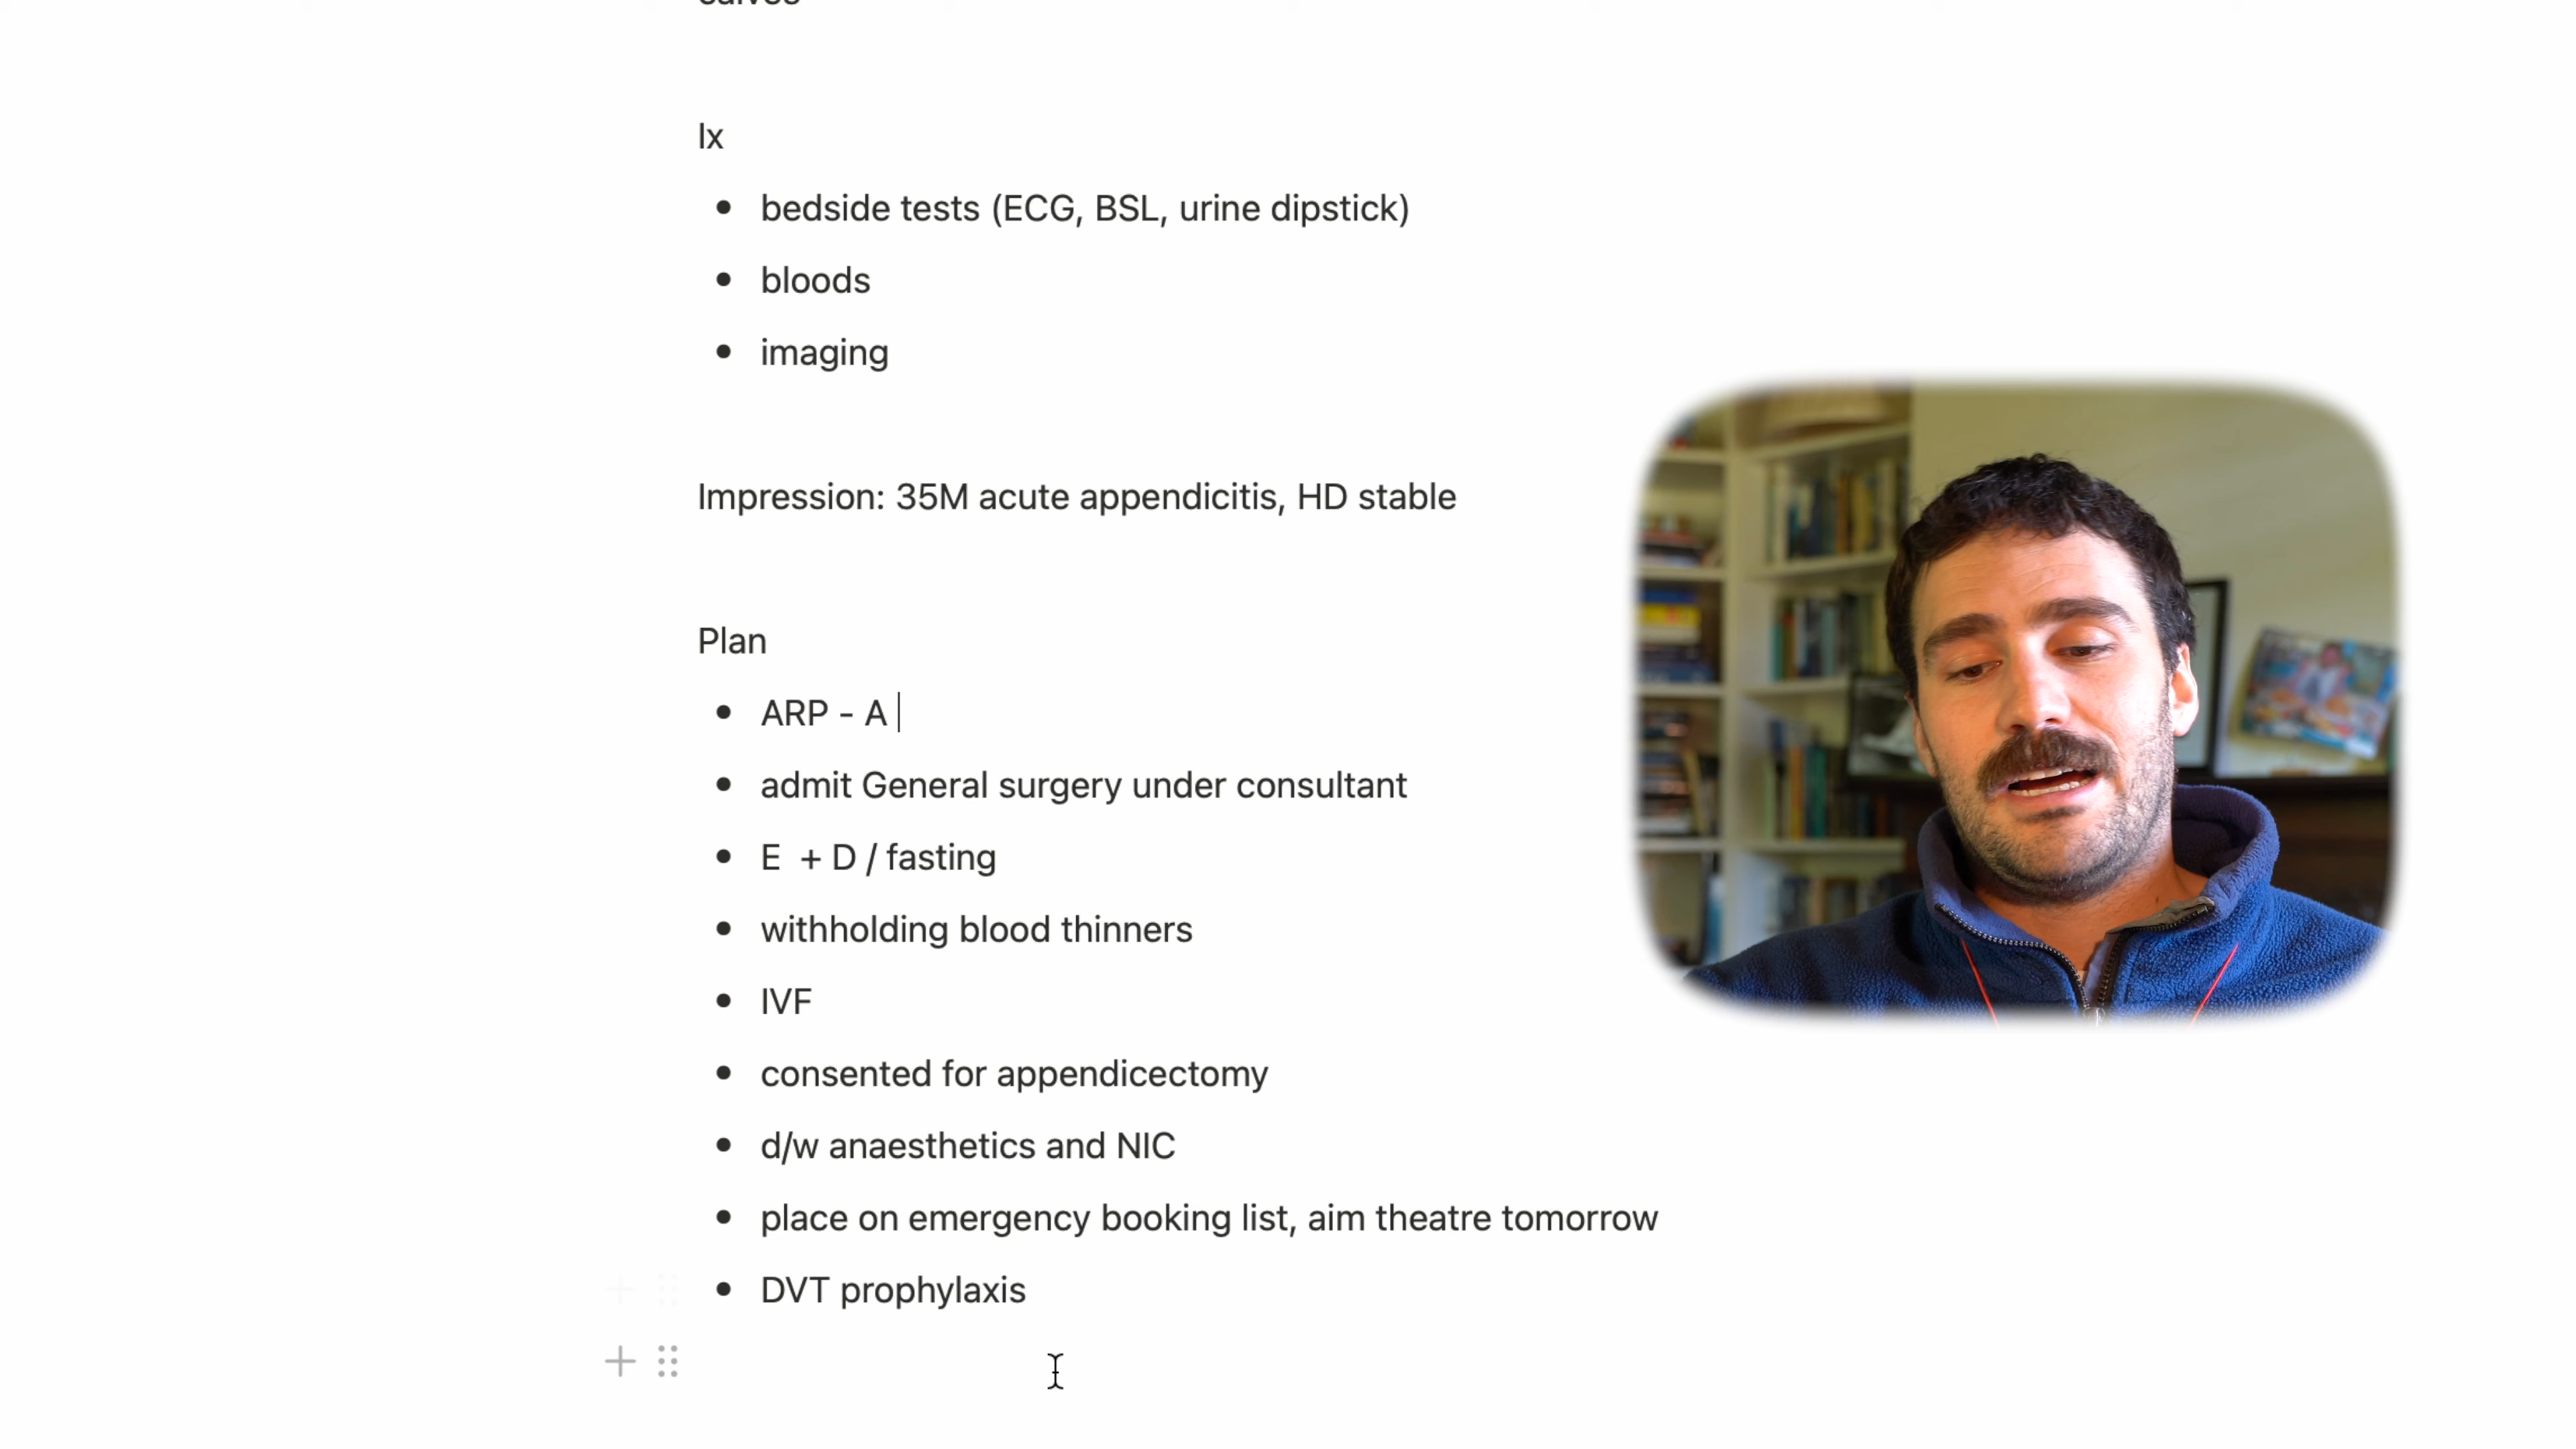 Ix
bedside tests (ECG, BSL, urine dipstick)
bloods
imaging
Impression: 35M acute appendicitis, HD stable
Plan
ARP - A
admit General surgery under consultant
E + D / fasting
withholding blood thinners
IVF
consented for appendicectomy
d/w anaesthetics and NIC
place on emergency booking list, aim theatre tomorrow
DVT prophylaxis